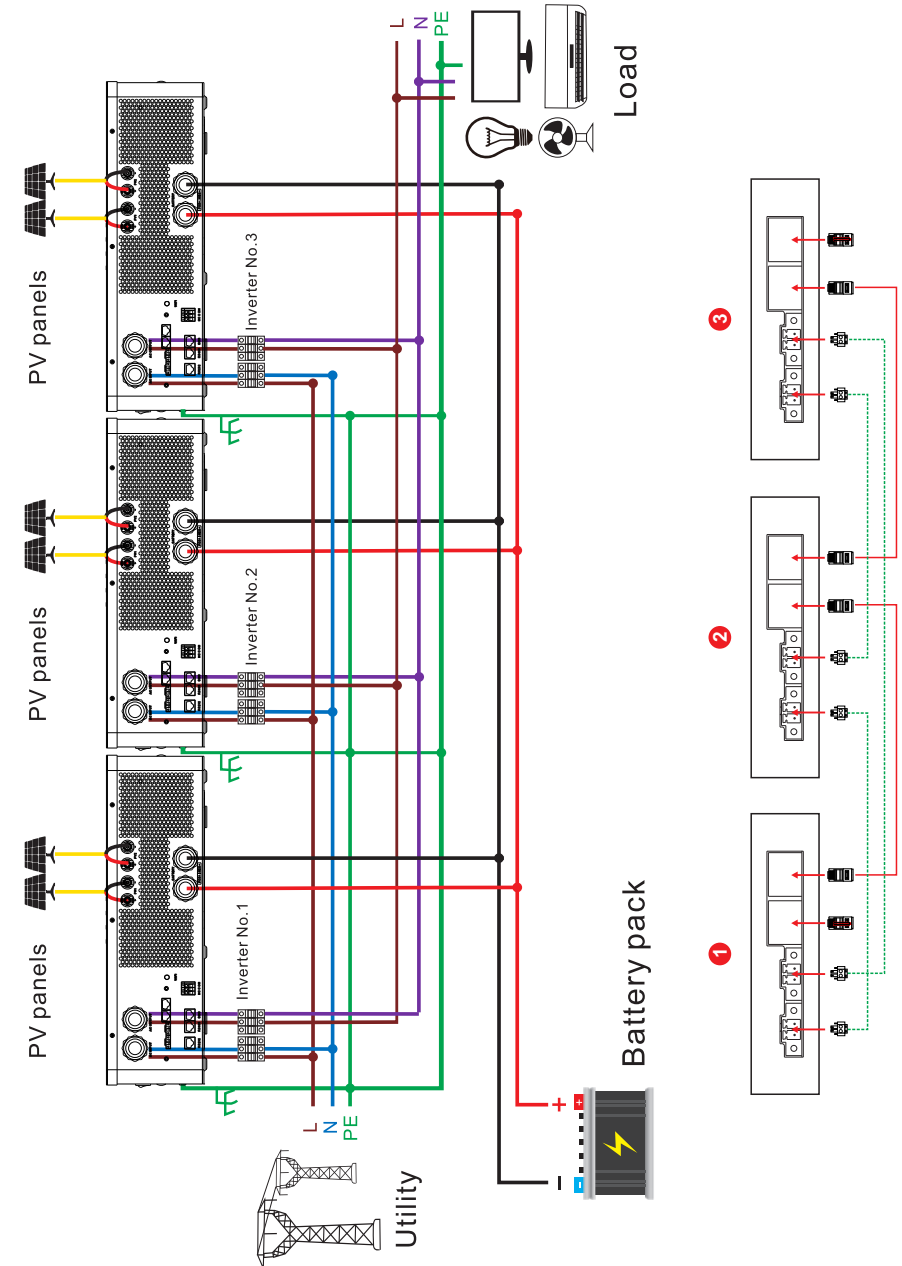 PV panels
PV panels
PV panels
Inverter No.1
Inverter No.2
Inverter No.3
L
N
PE
L
N
PE
Utility
Load
+
−
Battery pack
1
2
3